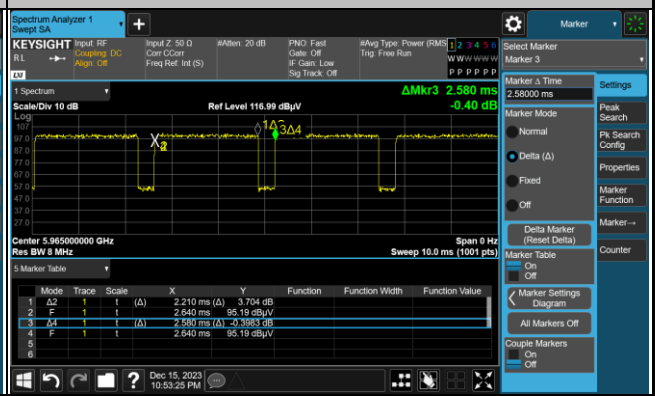 Spectrum Analyzer 1
Swept SA
+
Marker
KEYSIGHT Input: RF Input Z: 50 Ω #Atten: 20 dB PNO: Fast #Avg Type: Power (RMS 1 2 3 4 5 6
RL Coupling: DC Corr CCorr Gate: Off Trig: Free Run W W W W W W
Align: Off Freq Ref: Int (S) IF Gain: Low P P P P P P
LXI Sig Track: Off
1 Spectrum
ΔMkr3 2.580 ms
Scale/Div 10 dB Ref Level 116.99 dBµV -0.40 dB
Log
107
97.0
87.0
77.0
67.0
57.0
47.0
37.0
27.0
3Δ4
Center 5.965000000 GHz Span 0 Hz
Res BW 8 MHz Sweep 10.0 ms (1001 pts)
5 Marker Table
Mode Trace Scale X Y Function Function Width Function Value
1 Δ2 1 t (Δ) 2.210 ms (Δ) 3.704 dB
2 F 1 t 2.640 ms 95.19 dBµV
3 Δ4 1 t (Δ) 2.580 ms (Δ) -0.3983 dB
4 F 1 t 2.640 ms 95.19 dBµV
5
6
Select Marker
Marker 3
Marker Δ Time
2.58000 ms
Marker Mode
Normal
Delta (Δ)
Fixed
Off
Delta Marker
(Reset Delta)
Marker Table
On
Off
Marker Settings
Diagram
All Markers Off
Couple Markers
On
Off
Settings
Peak
Search
Pk Search
Config
Properties
Marker
Function
Marker→
Counter
? Dec 15, 2023
10:53:25 PM